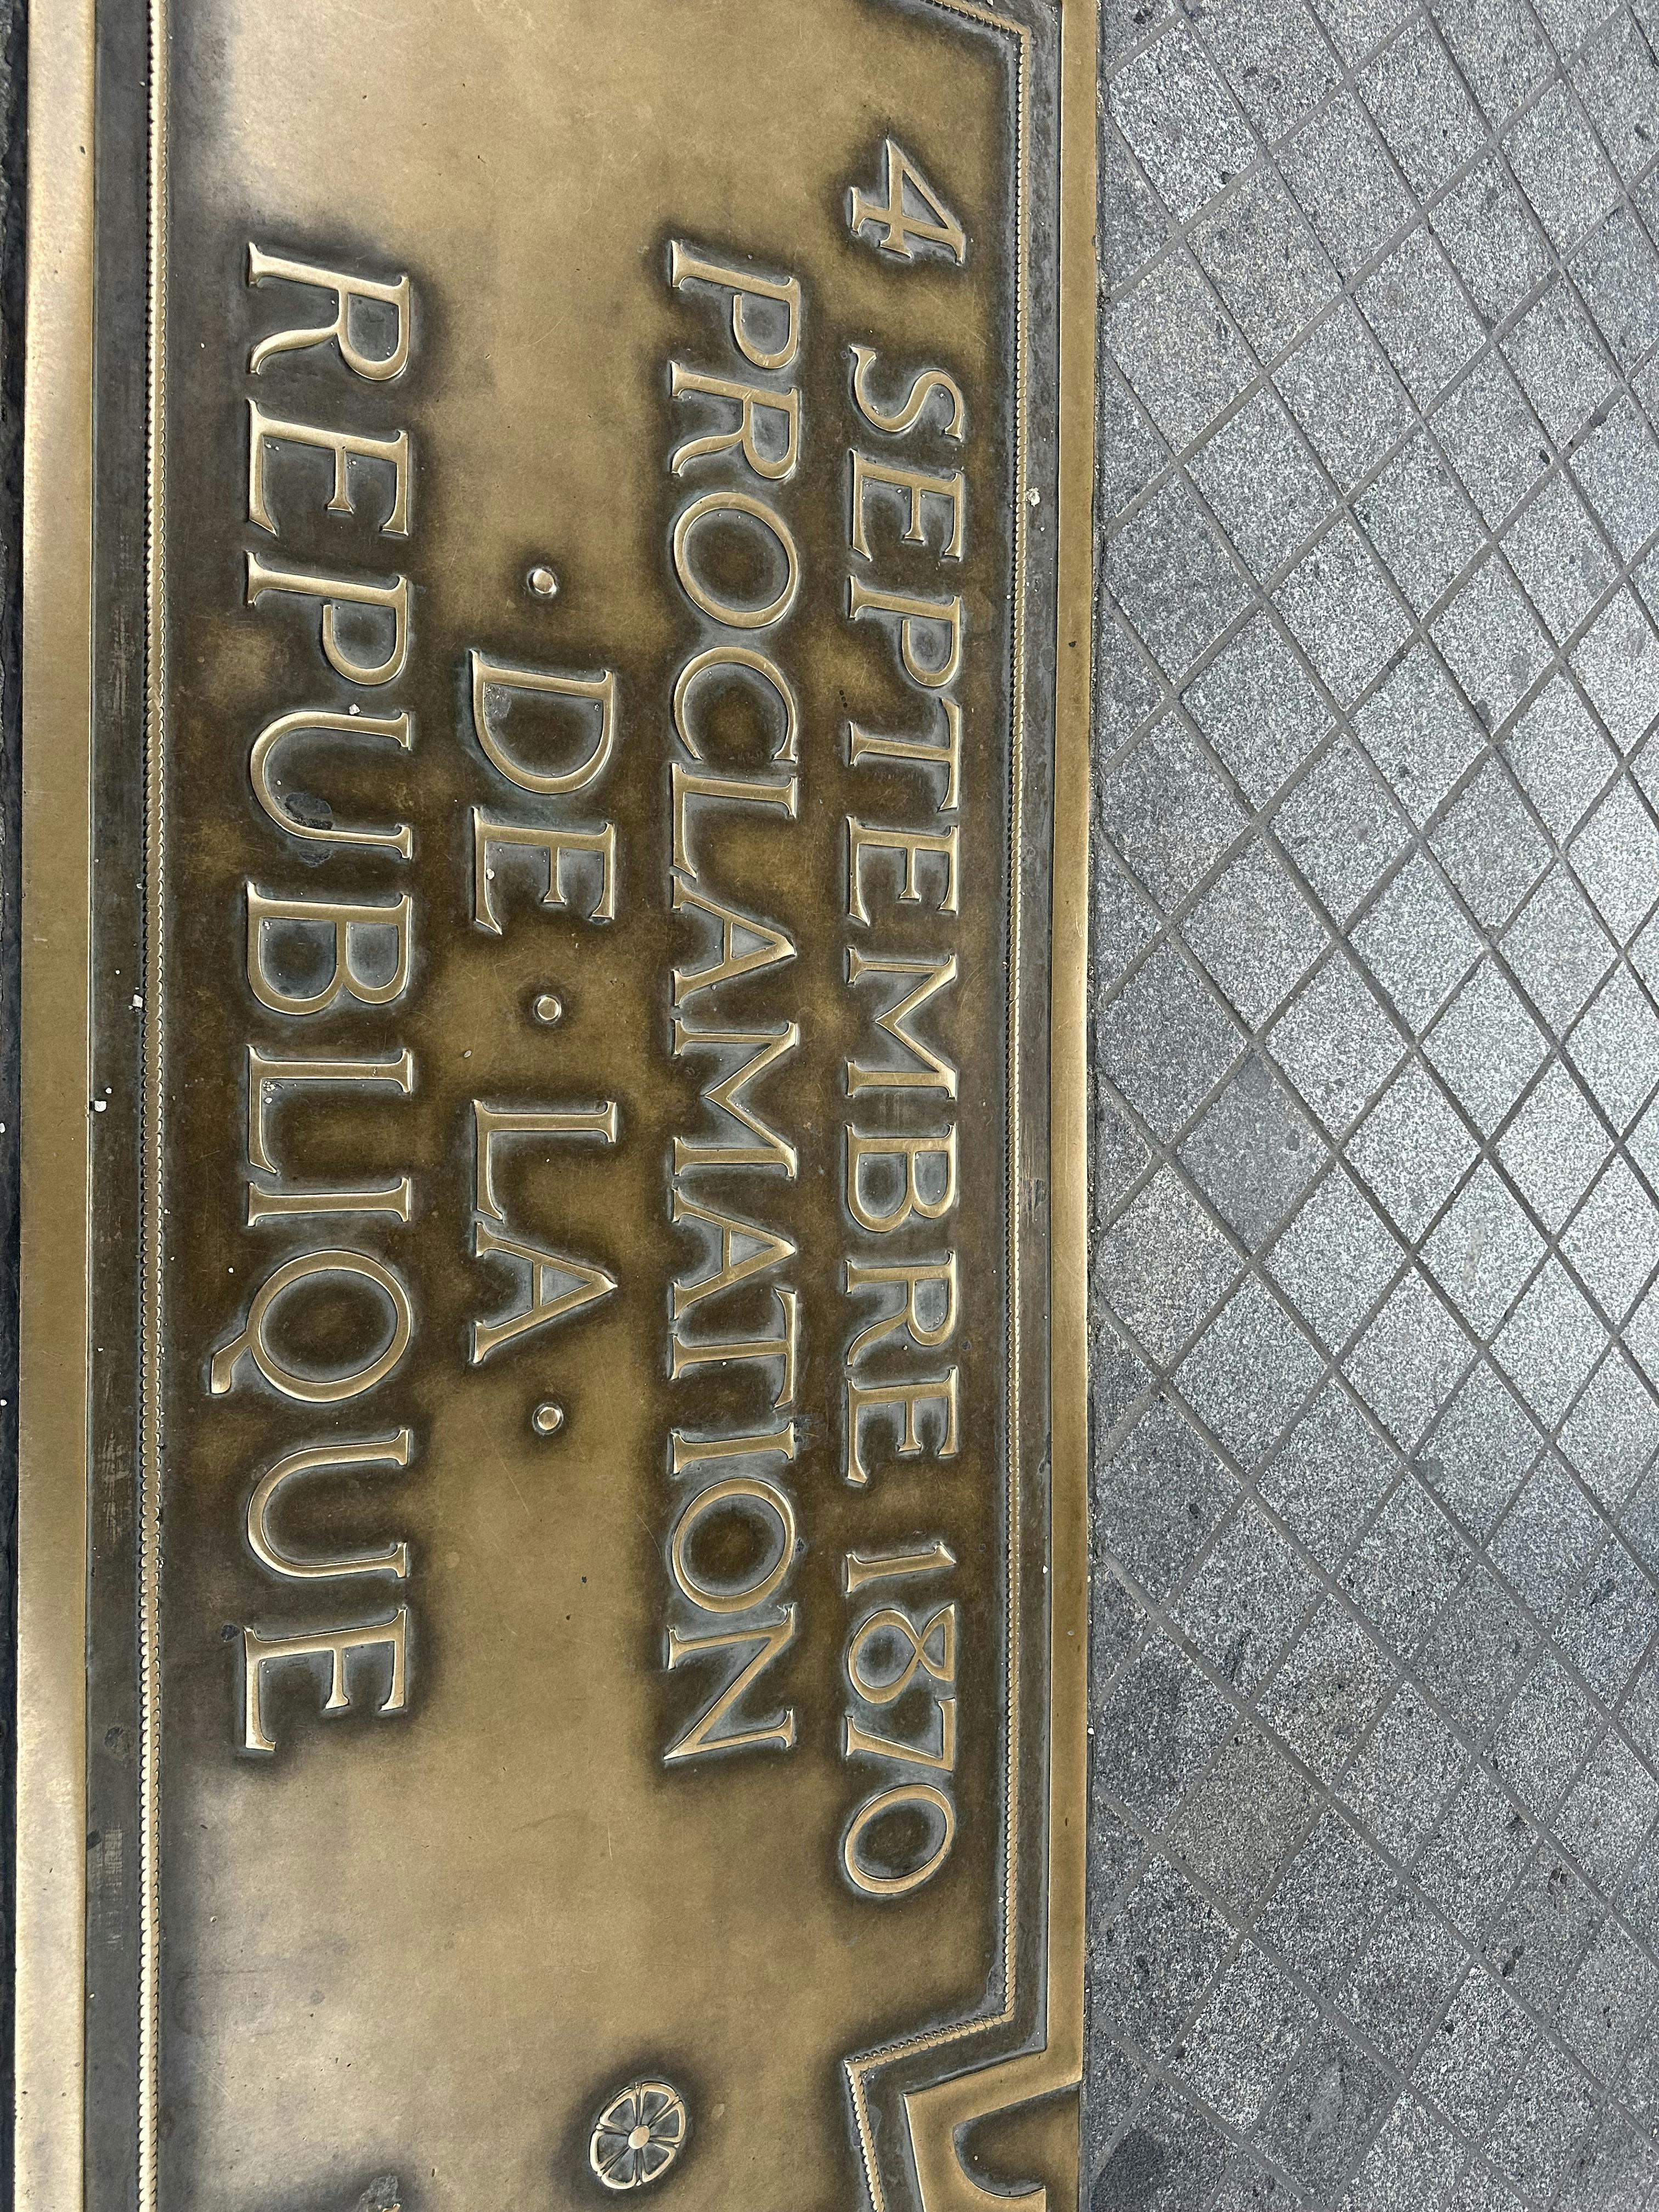 4 SEPTEMBRE 1870
PROCLAMATION
• DE • LA •
REPUBLIQUE